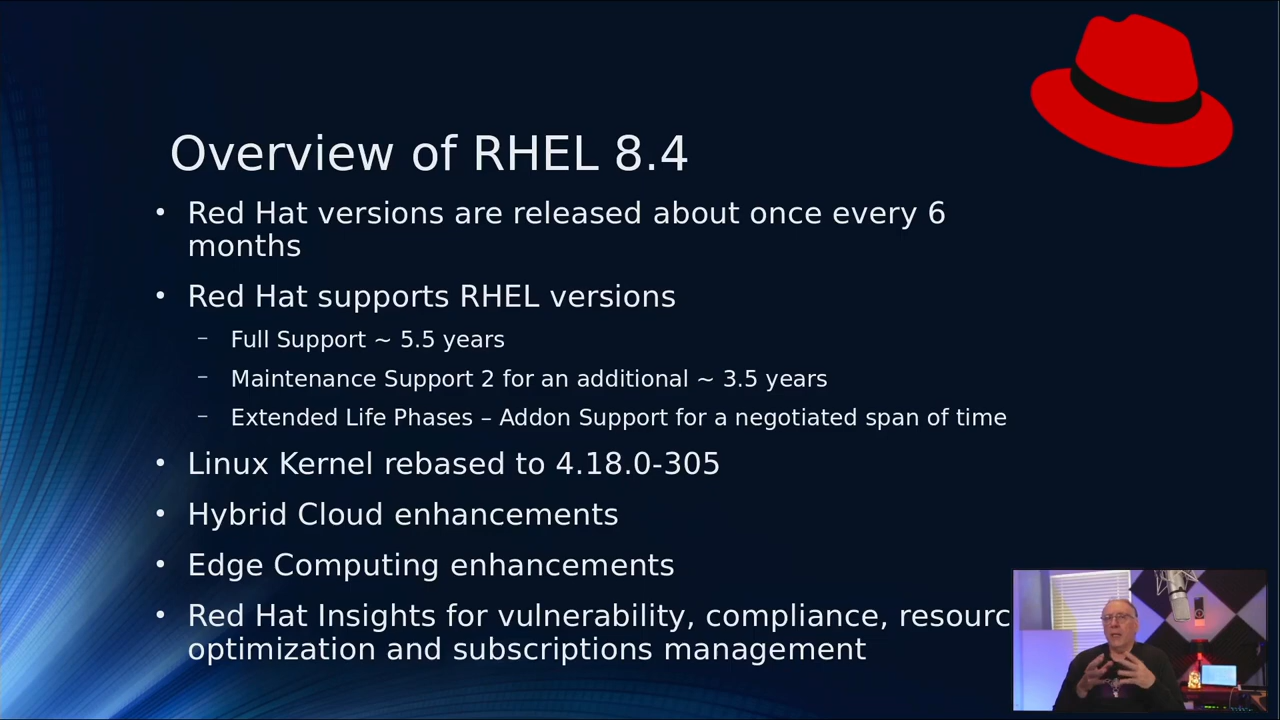 Overview of RHEL 8.4
• Red Hat versions are released about once every 6
months
• Red Hat supports RHEL versions
– Full Support ~ 5.5 years
– Maintenance Support 2 for an additional ~ 3.5 years
– Extended Life Phases – Addon Support for a negotiated span of time
• Linux Kernel rebased to 4.18.0-305
• Hybrid Cloud enhancements
• Edge Computing enhancements
• Red Hat Insights for vulnerability, compliance, resourc
optimization and subscriptions management